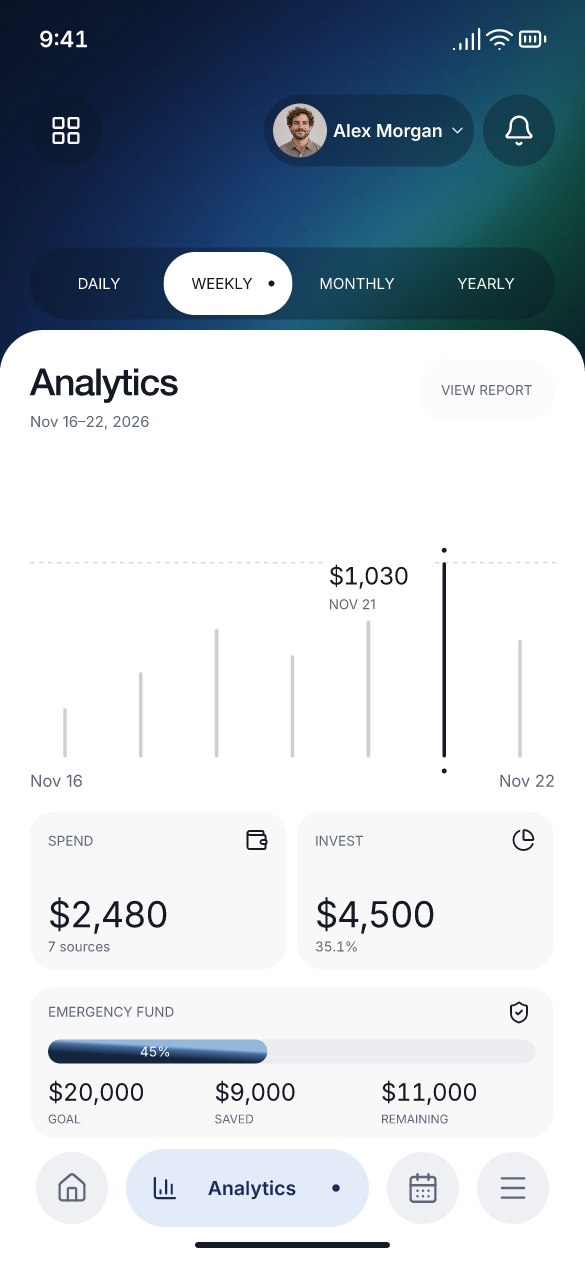 9:41
Alex Morgan
DAILY WEEKLY MONTHLY YEARLY
Analytics
VIEW REPORT
Nov 16–22, 2026
$1,030
NOV 21
Nov 16 Nov 22
SPEND
$2,480
7 sources
INVEST
$4,500
35.1%
EMERGENCY FUND
45%
$20,000 $9,000 $11,000
GOAL SAVED REMAINING
Analytics